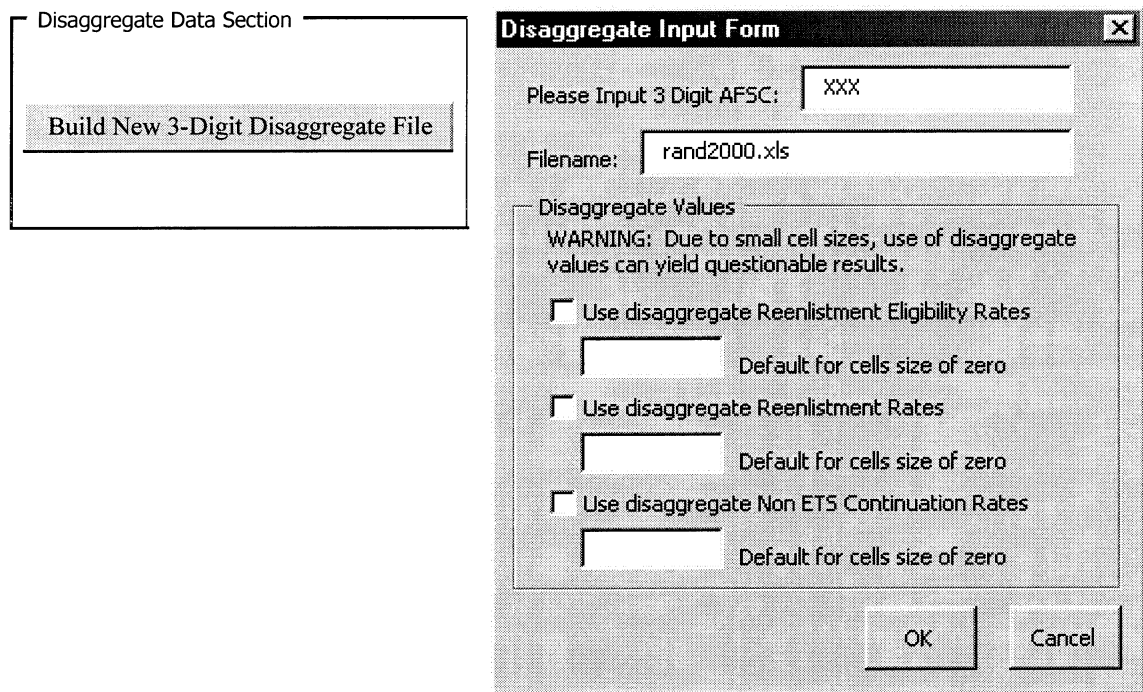 Disaggregate Data Section
Build New 3-Digit Disaggregate File
Disaggregate Input Form
Please Input 3 Digit AFSC: XXX
Filename: rand2000.xls
Disaggregate Values
WARNING: Due to small cell sizes, use of disaggregate
values can yield questionable results.
Use disaggregate Reenlistment Eligibility Rates
Default for cells size of zero
Use disaggregate Reenlistment Rates
Default for cells size of zero
Use disaggregate Non ETS Continuation Rates
Default for cells size of zero
OK Cancel